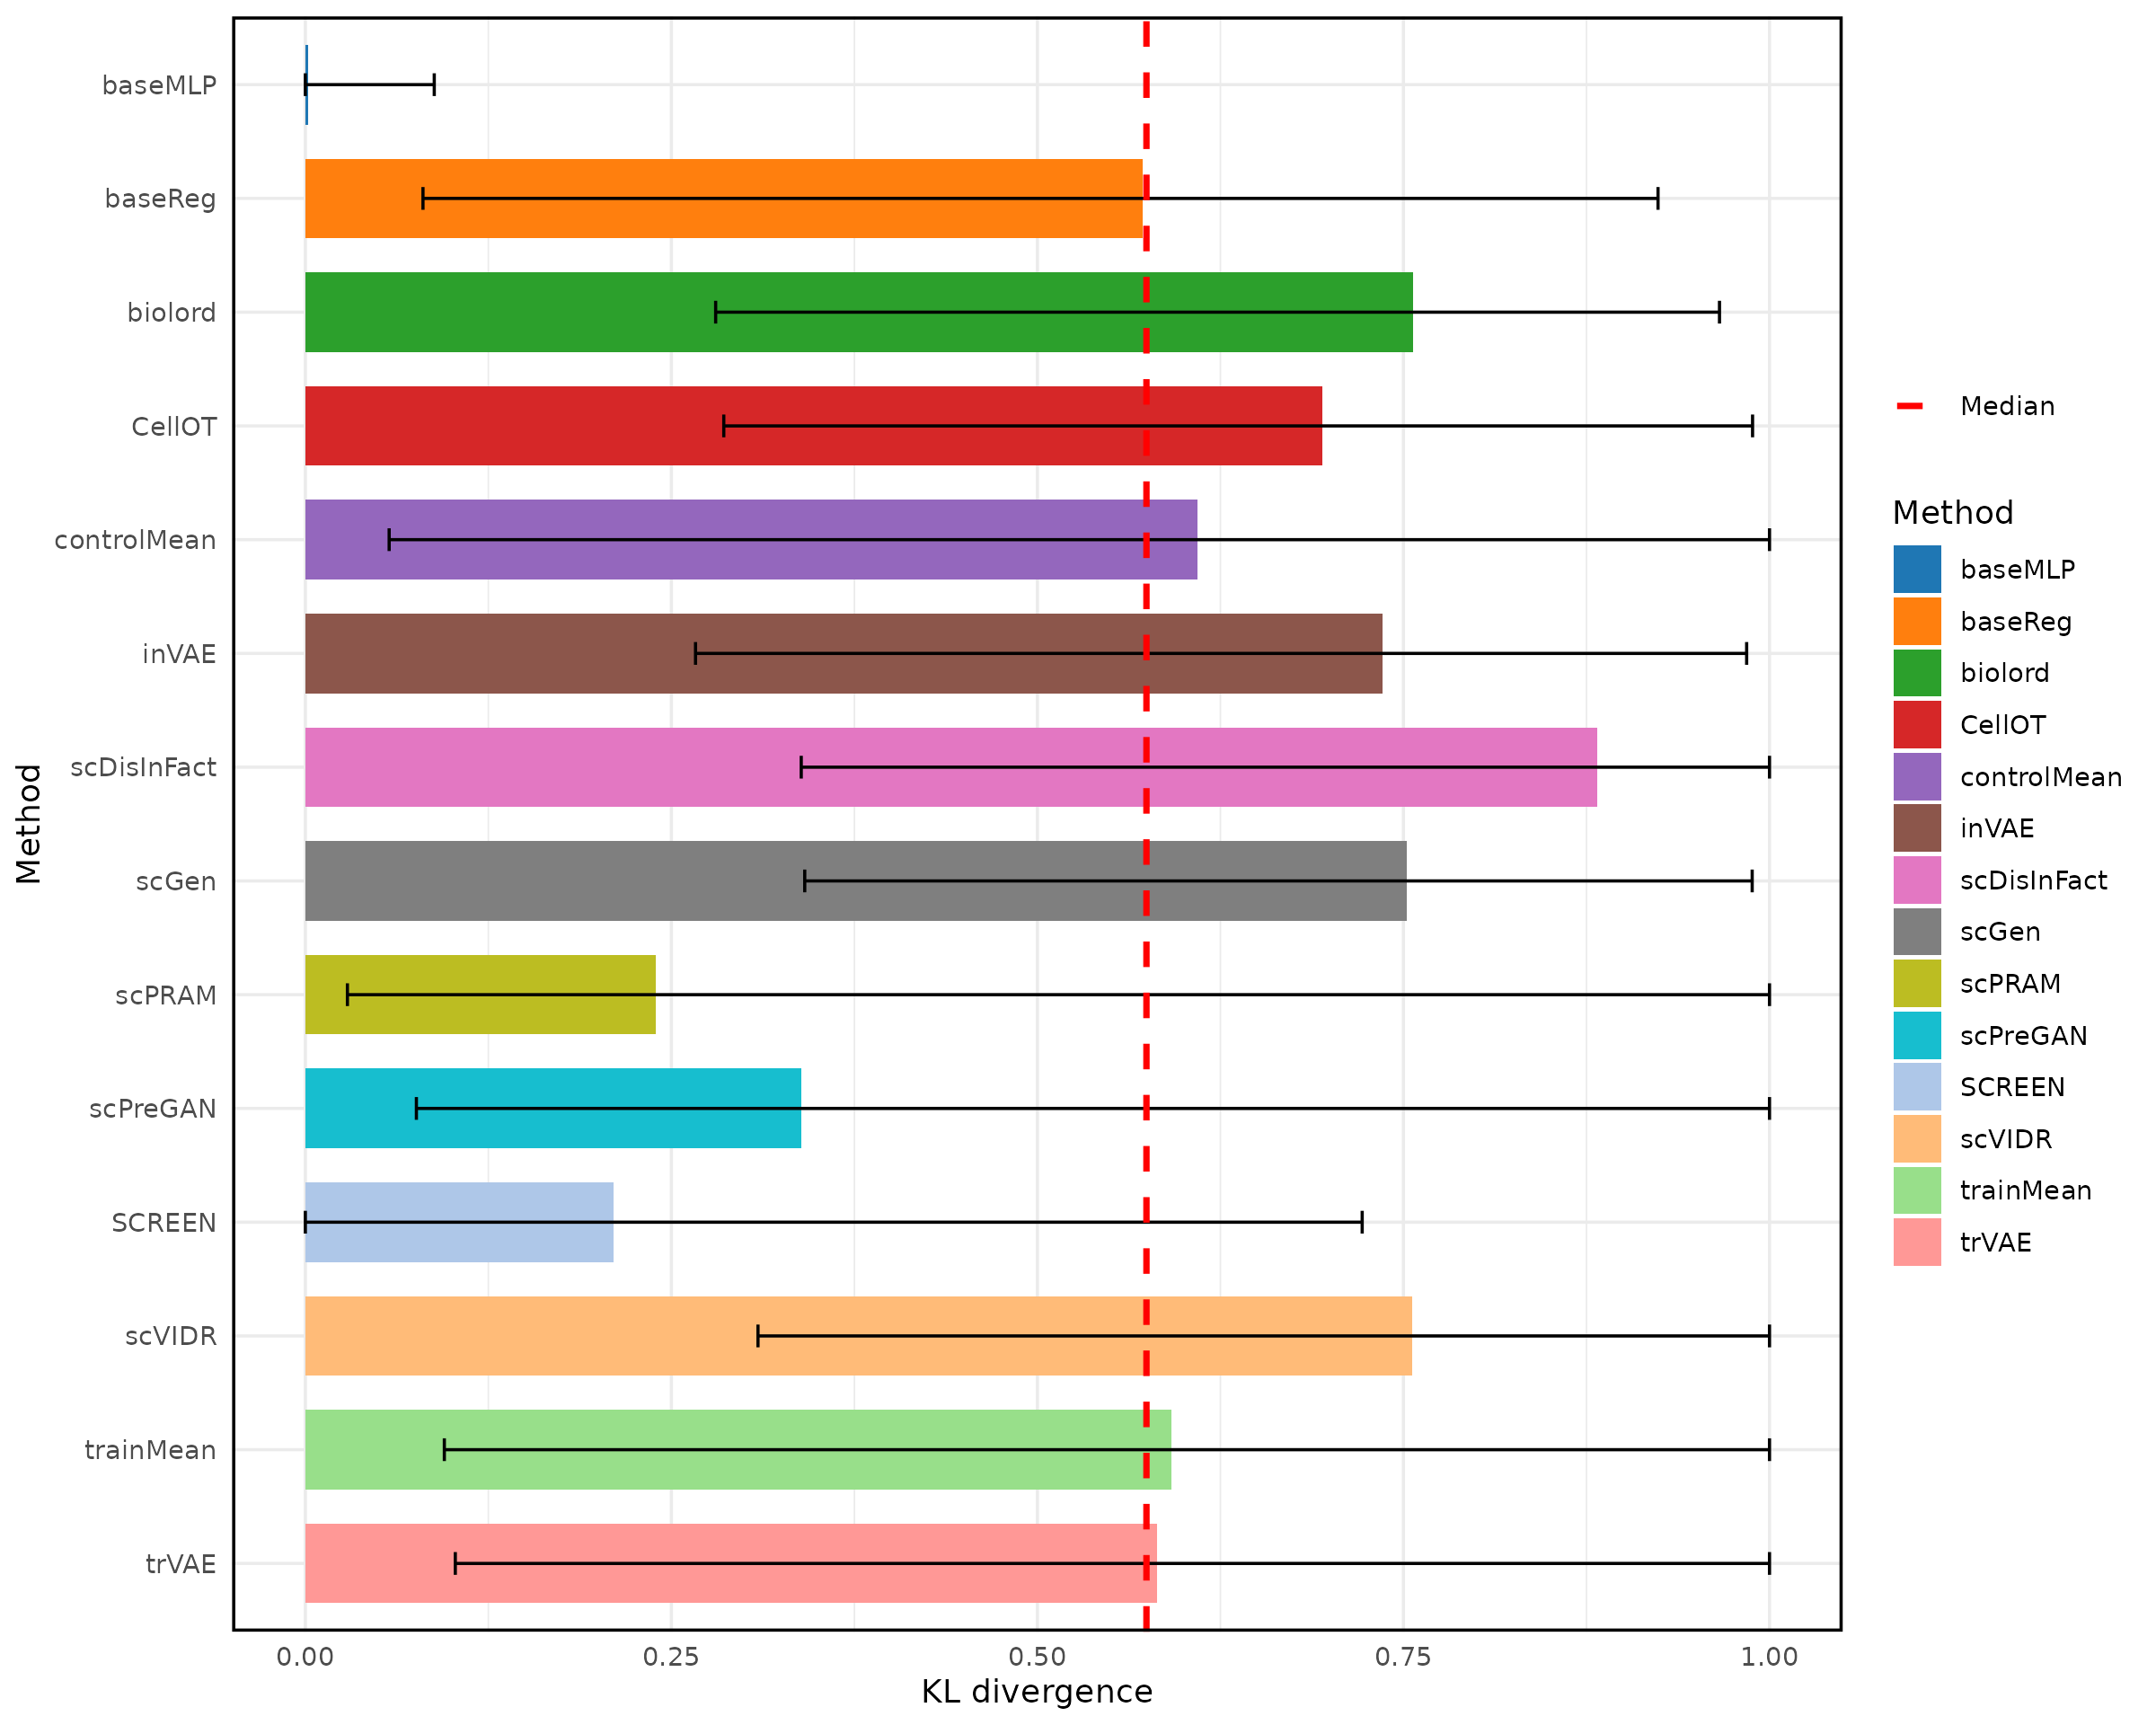 baseMLP
baseReg
biolord
CellOT
controlMean
inVAE
scDisInFact
scGen
scPRAM
scPreGAN
SCREEN
scVIDR
trainMean
trVAE
Method
0.00 0.25 0.50 0.75 1.00
KL divergence
Median
Method
baseMLP
baseReg
biolord
CellOT
controlMean
inVAE
scDisInFact
scGen
scPRAM
scPreGAN
SCREEN
scVIDR
trainMean
trVAE